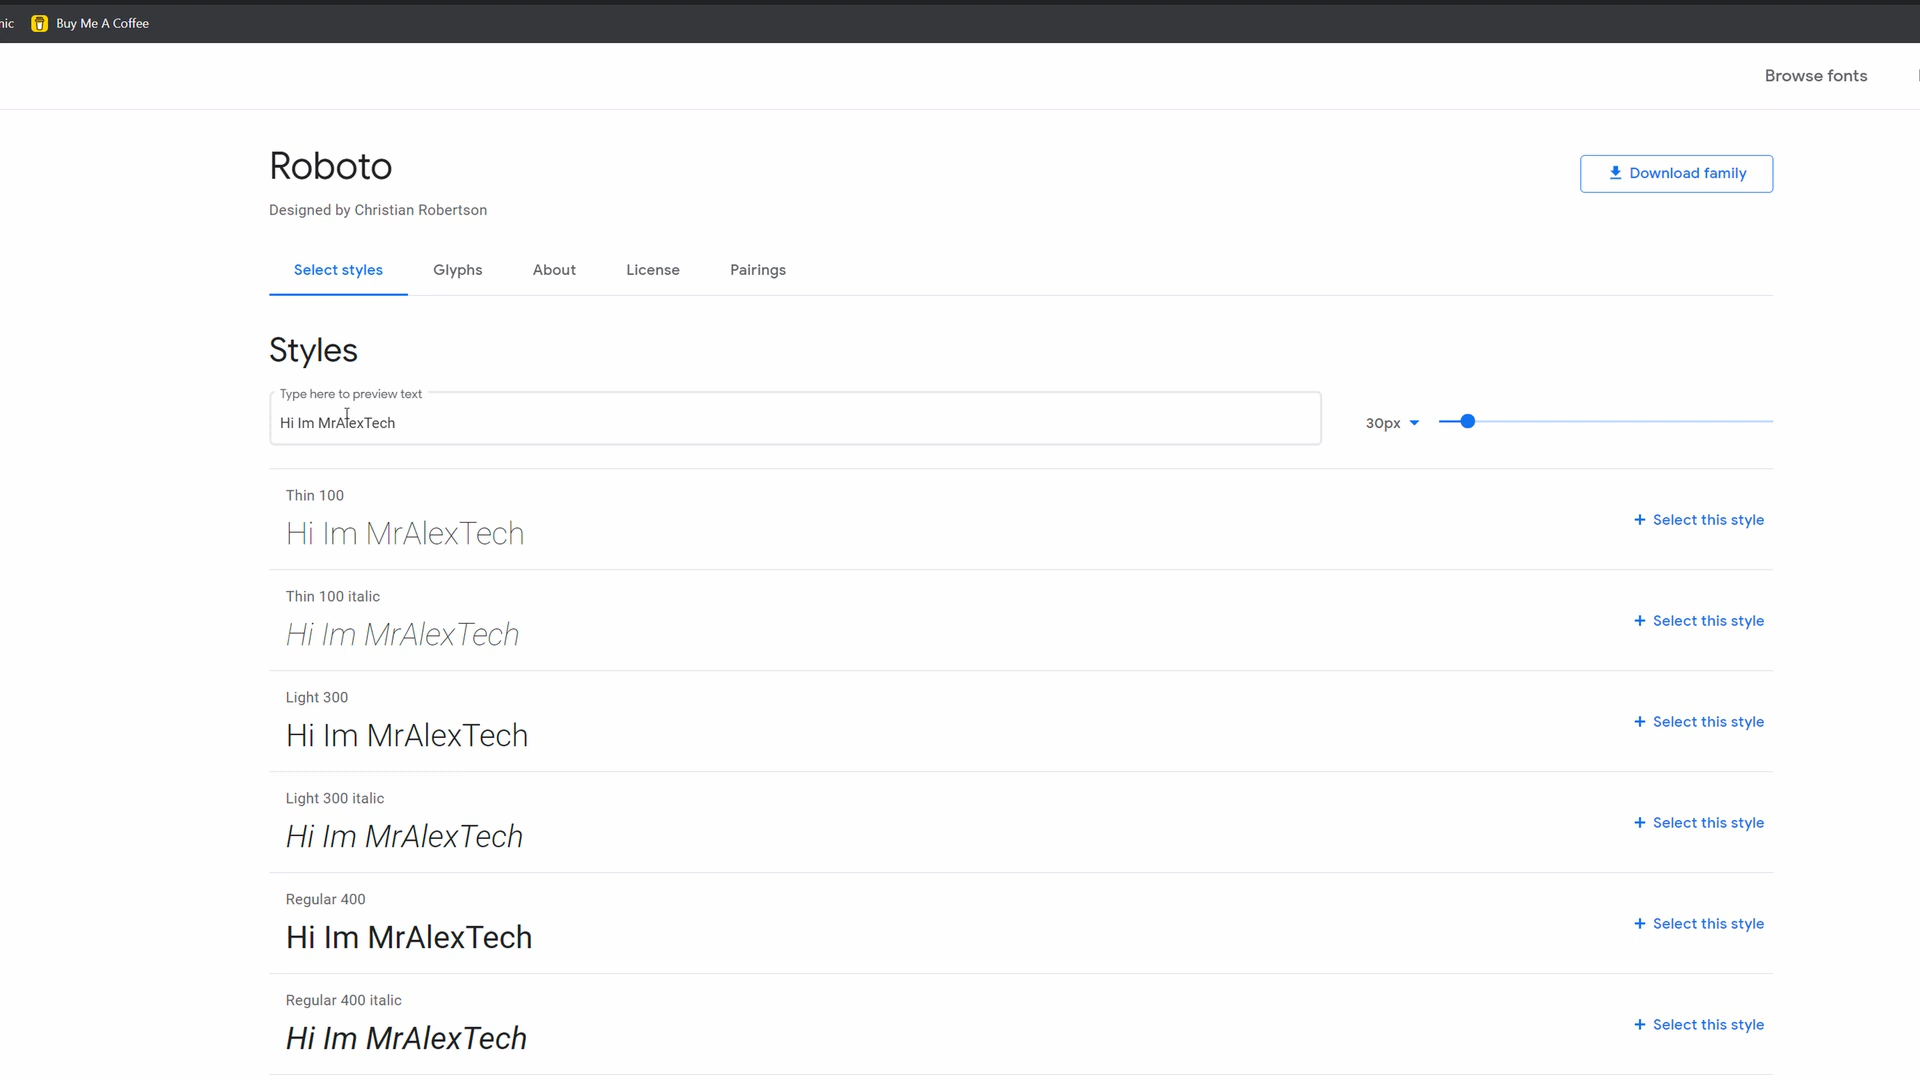 nic Buy Me A Coffee
Browse fonts
Roboto
Download family
Designed by Christian Robertson
Select styles Glyphs About License Pairings
Styles
Type here to preview text
Hi Im MrAlexTech
30px
Thin 100
Hi Im MrAlexTech
+ Select this style
Thin 100 italic
Hi Im MrAlexTech
+ Select this style
Light 300
Hi Im MrAlexTech
+ Select this style
Light 300 italic
Hi Im MrAlexTech
+ Select this style
Regular 400
Hi Im MrAlexTech
+ Select this style
Regular 400 italic
Hi Im MrAlexTech
+ Select this style